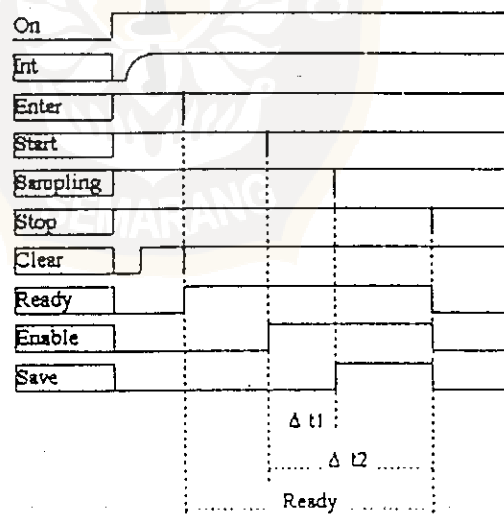 On
Int
Enter
Start
Sampling
Stop
Clear
Ready
Enable
Save
Δ t1
Δ t2
Ready